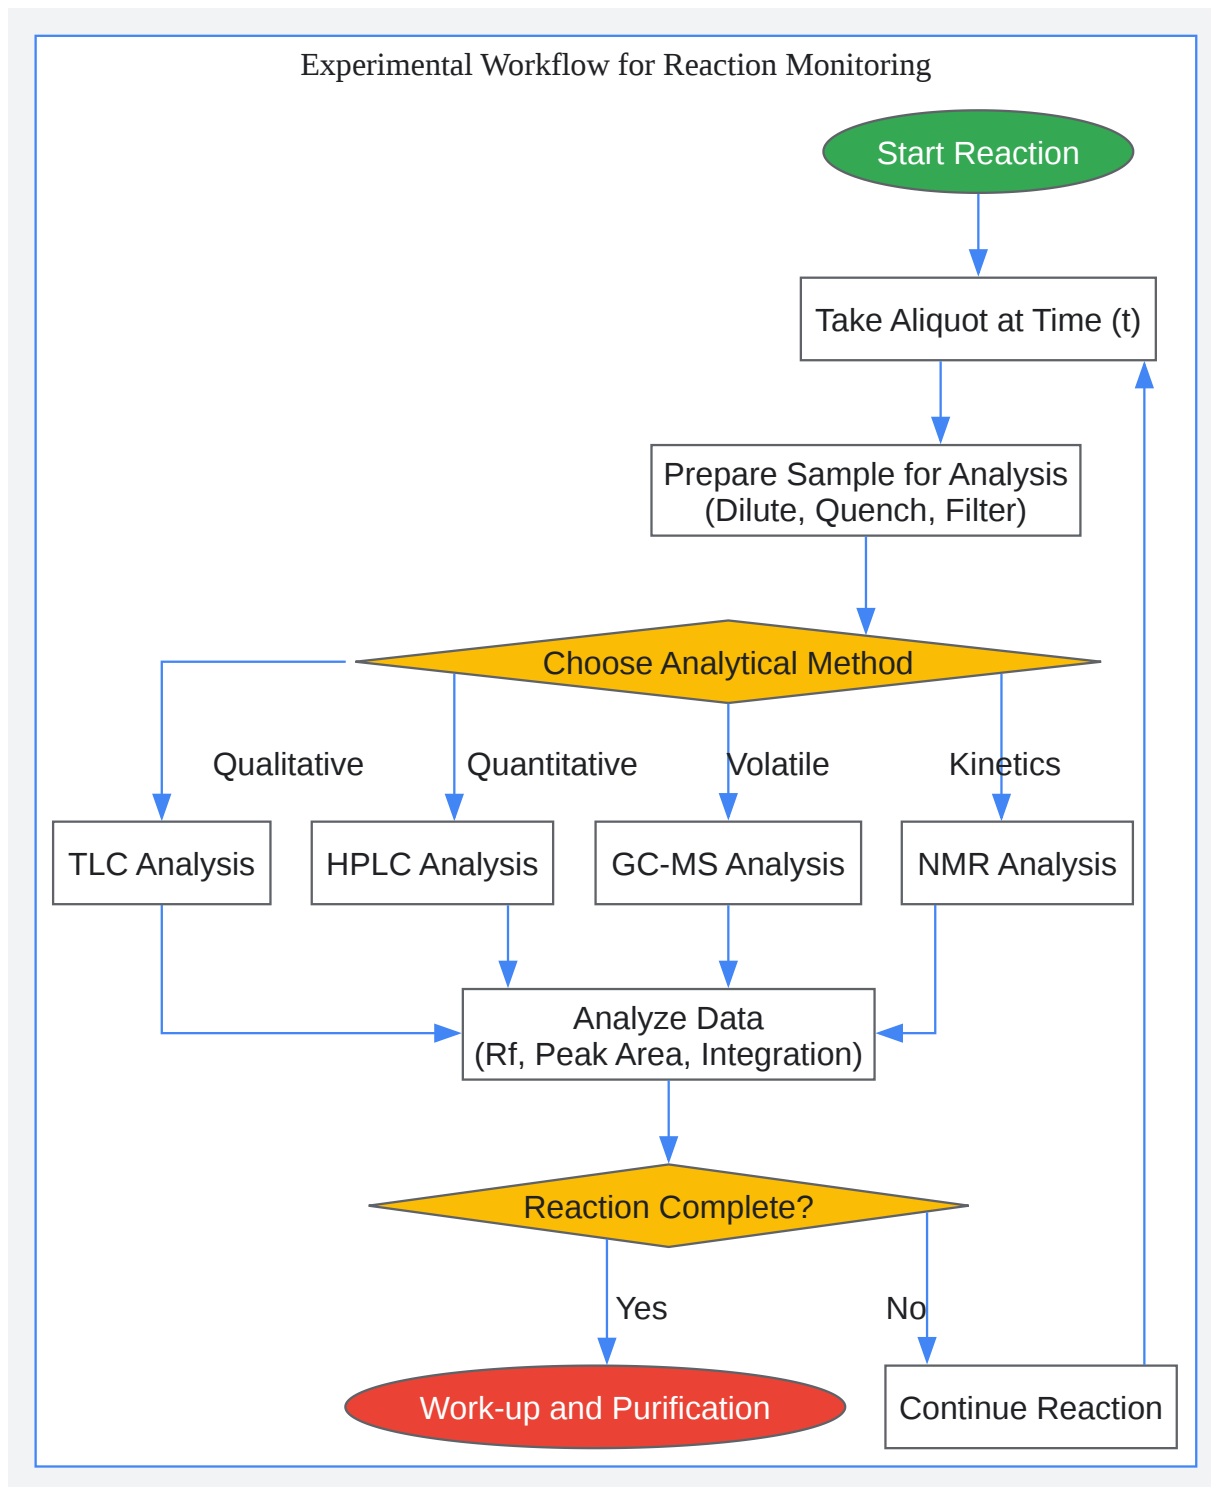 Experimental Workflow for Reaction Monitoring
Start Reaction
Take Aliquot at Time (t)
Prepare Sample for Analysis
(Dilute, Quench, Filter)
Choose Analytical Method
Qualitative
Quantitative
Volatile
Kinetics
TLC Analysis
HPLC Analysis
GC-MS Analysis
NMR Analysis
Analyze Data
(Rf, Peak Area, Integration)
Reaction Complete?
Yes
No
Work-up and Purification
Continue Reaction